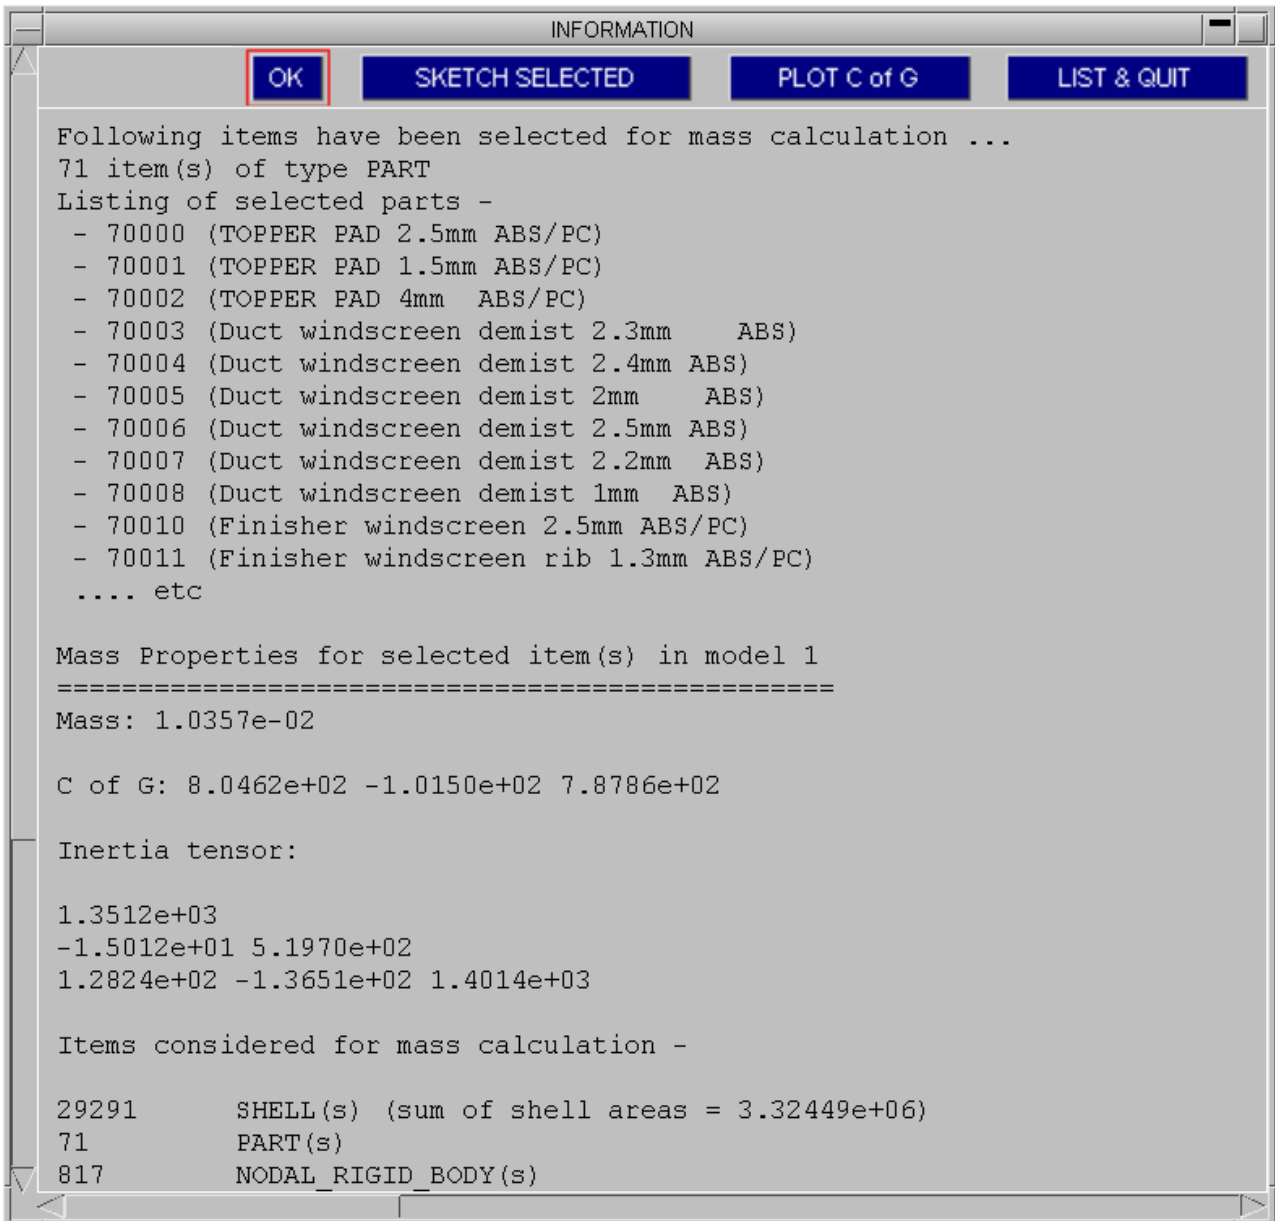 INFORMATION
OK SKETCH SELECTED PLOT C of G LIST & QUIT
Following items have been selected for mass calculation ...
71 item(s) of type PART
Listing of selected parts -
- 70000 (TOPPER PAD 2.5mm ABS/PC)
- 70001 (TOPPER PAD 1.5mm ABS/PC)
- 70002 (TOPPER PAD 4mm  ABS/PC)
- 70003 (Duct windscreen demist 2.3mm    ABS)
- 70004 (Duct windscreen demist 2.4mm ABS)
- 70005 (Duct windscreen demist 2mm    ABS)
- 70006 (Duct windscreen demist 2.5mm ABS)
- 70007 (Duct windscreen demist 2.2mm  ABS)
- 70008 (Duct windscreen demist 1mm  ABS)
- 70010 (Finisher windscreen 2.5mm ABS/PC)
- 70011 (Finisher windscreen rib 1.3mm ABS/PC)
.... etc
Mass Properties for selected item(s) in model 1
===============================================
Mass: 1.0357e-02
C of G: 8.0462e+02 -1.0150e+02 7.8786e+02
Inertia tensor:
1.3512e+03
-1.5012e+01 5.1970e+02
1.2824e+02 -1.3651e+02 1.4014e+03
Items considered for mass calculation -
29291      SHELL(s) (sum of shell areas = 3.32449e+06)
71         PART(s)
817        NODAL_RIGID_BODY(s)